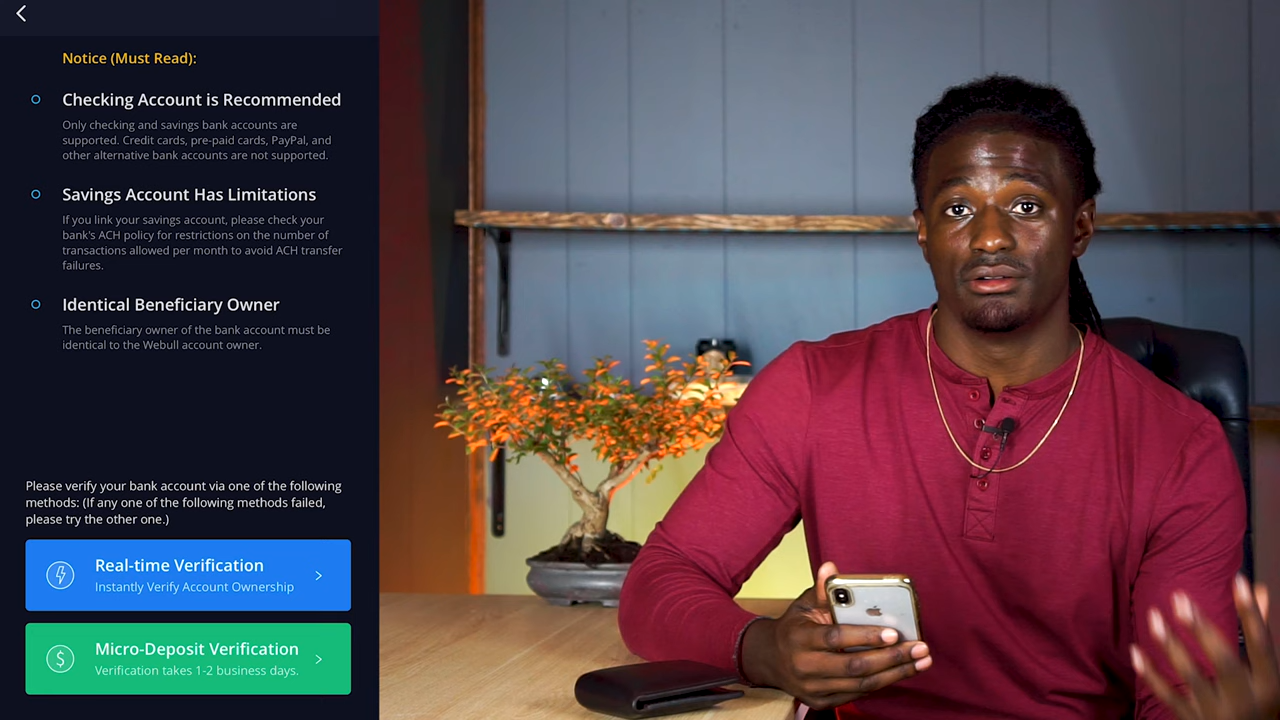 Notice (Must Read):
Checking Account is Recommended
Only checking and savings bank accounts are
supported. Credit cards, pre-paid cards, PayPal, and
other alternative bank accounts are not supported.
Savings Account Has Limitations
If you link your savings account, please check your
bank's ACH policy for restrictions on the number of
transactions allowed per month to avoid ACH transfer
failures.
Identical Beneficiary Owner
The beneficiary owner of the bank account must be
identical to the Webull account owner.
Please verify your bank account via one of the following
methods: (If any one of the following methods failed,
please try the other one.)
Real-time Verification
Instantly Verify Account Ownership
$
Micro-Deposit Verification
Verification takes 1-2 business days.